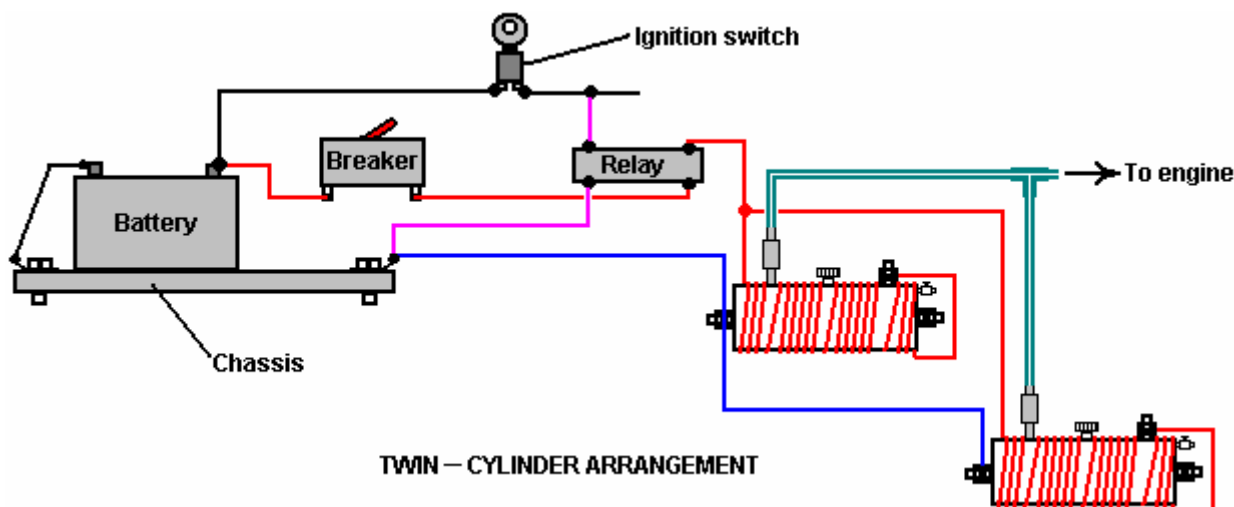 Ignition switch
Breaker
Relay
To engine
Battery
Chassis
TWIN – CYLINDER ARRANGEMENT